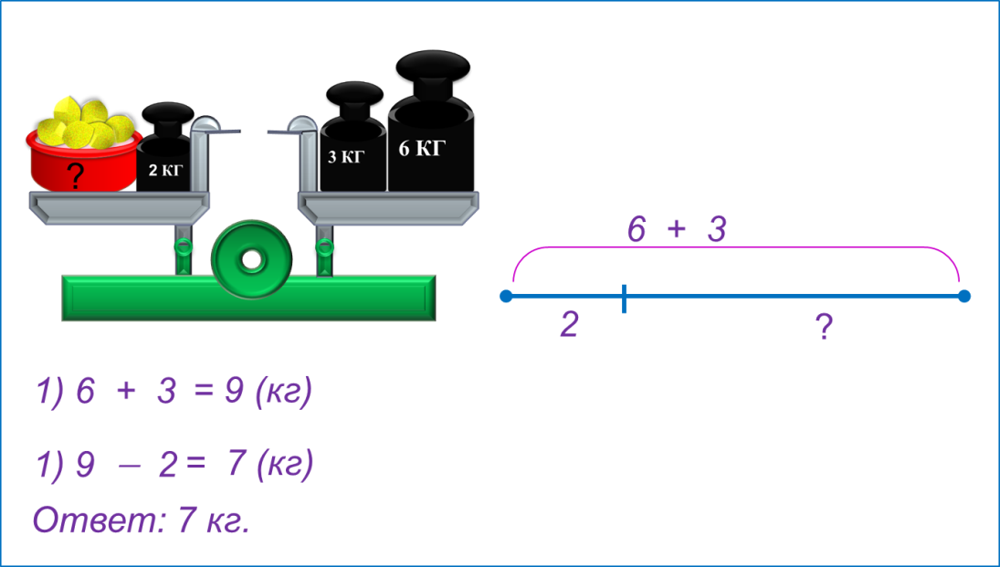 ?
2 КГ
3 КГ
6 КГ
6 + 3
2
?
1) 6 + 3 = 9 (кг)
1) 9 – 2 = 7 (кг)
Ответ: 7 кг.